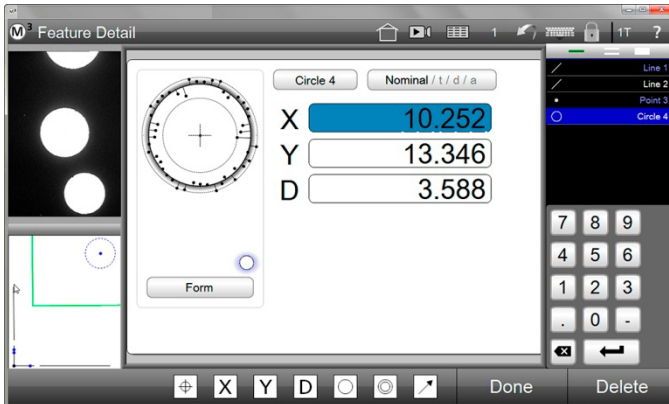 M³ Feature Detail
1
1T ?
Circle 4
Nominal / t / d / a
X 10.252
Y 13.346
D 3.588
Form
Line 1
Line 2
Point 3
Circle 4
7 8 9
4 5 6
1 2 3
. 0 -
X Y D
Done
Delete